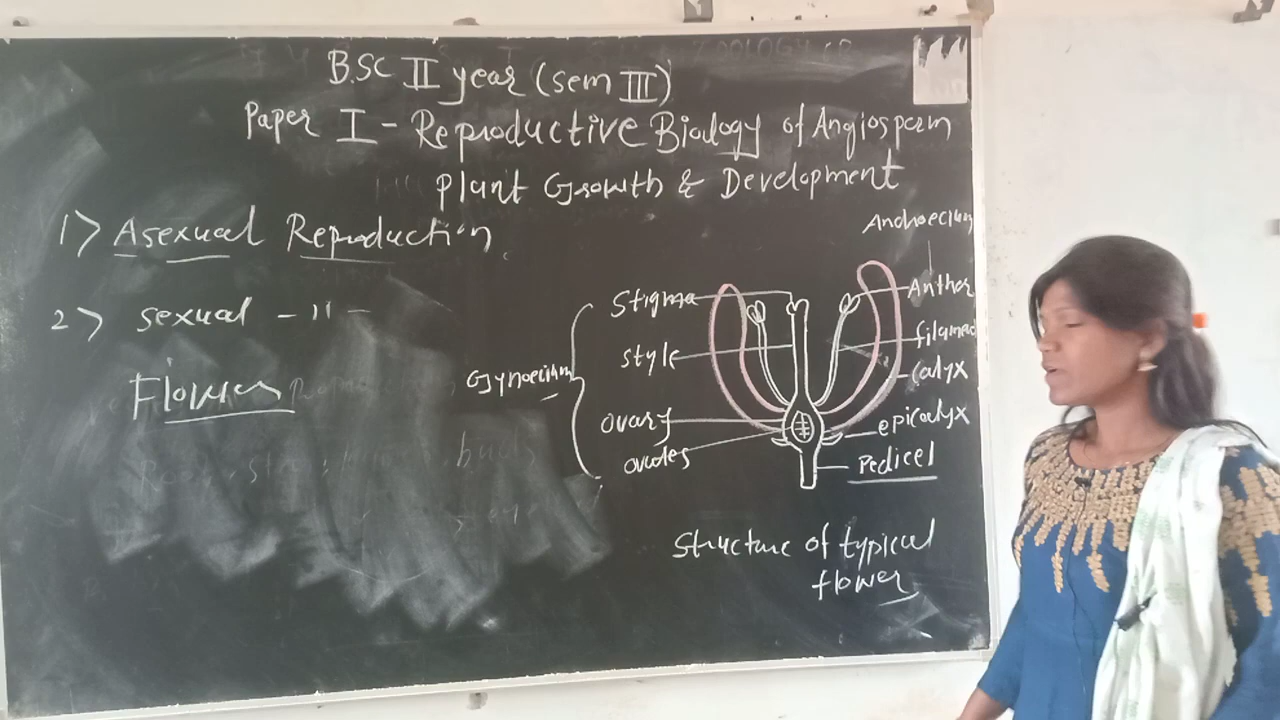 B.SC II year (sem III)
Paper I - Reproductive Biology of Angiosperm
Plant Growth & Development
1> Asexual Reproduction
2> sexual - 11 -
Flower
Androecium
Stigma
Anther
style
filament
Gynoecium
calyx
ovary
epicalyx
ovules
Pedicel
Structure of typical
flower